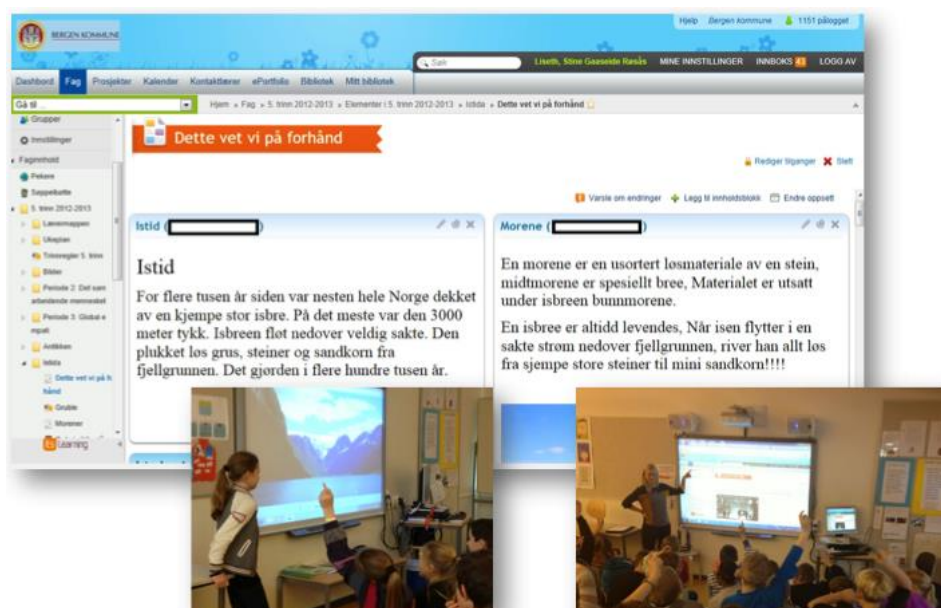 Hjelp Bergen kommune 1151 pålogget
BERGEN KOMMUNE
Søk
Liseth, Stine Gaaseide Røsås MINE INNSTILLINGER INNBOKS 43 LOGG AV
Dashbord Fag Prosjekter Kalender Kontaktlærer ePortfolio Bibliotek Mitt bibliotek
Gå til ...
Hjem » Fag » 5. trinn 2012-2013 » Elementer i 5. trinn 2012-2013 » Istida » Dette vet vi på forhånd
Grupper
Innstillinger
Faginnhold
Pekere
Søppelbøtte
5. trinn 2012-2013
Lærermappen
Ukeplan
Trivselregler 5. trinn
Bilder
Periode 2: Det sam
arbeidende mennesket
Periode 3: Global e
mpati
Antikken
Istida
Dette vet vi på f
hånd
Gruble
Morener
it's learning
Dette vet vi på forhånd
Rediger tilganger Slett
Varsle om endringer Legg til innholdsblokk Endre oppsett
Istid ( )
Istid
For flere tusen år siden var nesten hele Norge dekket
av en kjempe stor isbre. På det meste var den 3000
meter tykk. Isbreen fløt nedover veldig sakte. Den
plukket løs grus, steiner og sandkorn fra
fjellgrunnen. Det gjørden i flere hundre tusen år.
Morene ( )
En morene er en usortert løsmateriale av en stein,
midtmorene er spesiellt bree, Materialet er utsatt
under isbreen bunnmorene.
En isbree er altidd levendes, Når isen flytter i en
sakte strøm nedover fjellgrunnen, river han allt løs
fra sjempe store steiner til mini sandkorn!!!!